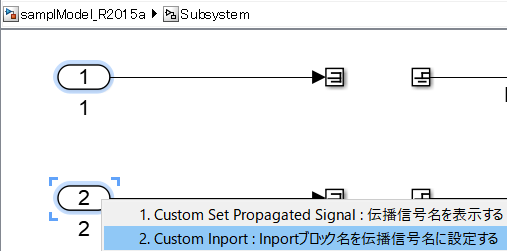 samplModel_R2015a ▶ Subsystem
1
1
2
2
1. Custom Set Propagated Signal : 伝播信号名を表示する
2. Custom Inport : Inportブロック名を伝播信号名に設定する